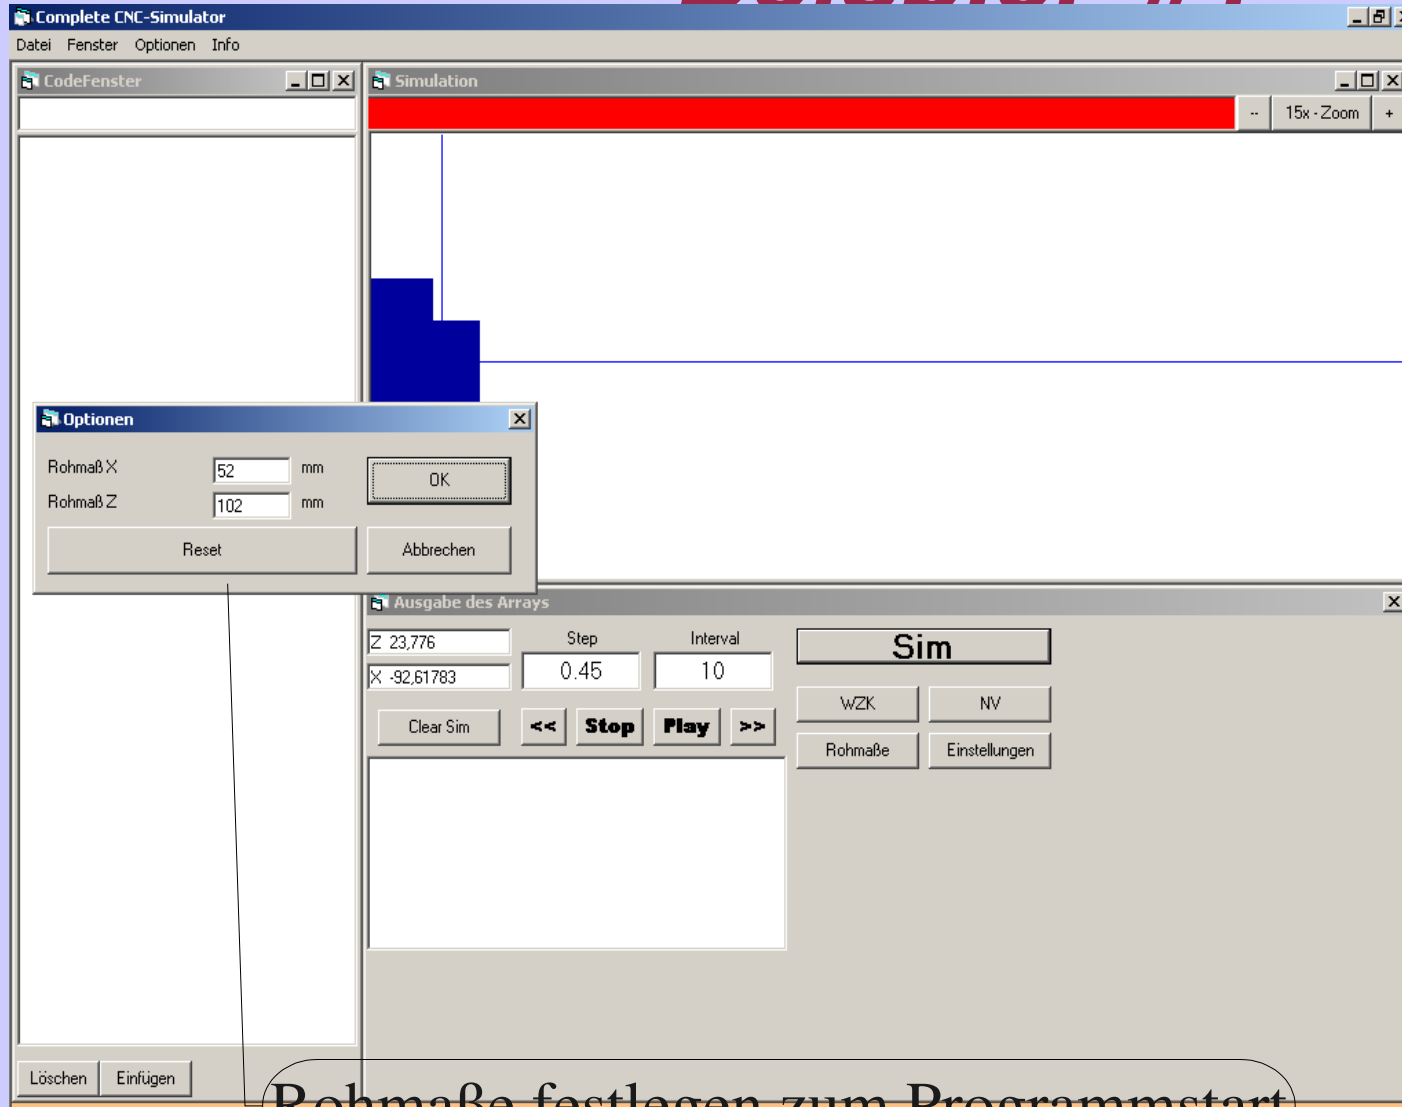 Complete CNC-Simulator
Datei Fenster Optionen Info
CodeFenster
Simulation
-- 15x - Zoom +
Optionen
Rohmaß X 52 mm
OK
Rohmaß Z 102 mm
Reset
Abbrechen
Ausgabe des Arrays
Z 23,776
Step
Interval
Sim
X -92,61783
0.45
10
WZK
NV
Clear Sim
<< Stop Play >>
Rohmaße
Einstellungen
Löschen Einfügen
Rohmaße festlegen zum Programmstart